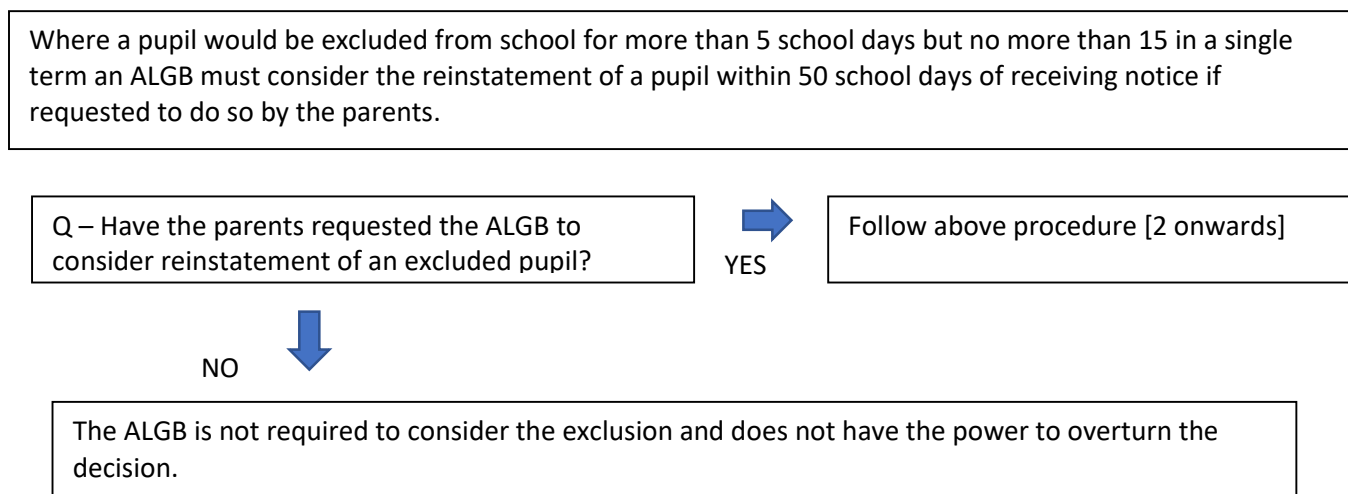 Where a pupil would be excluded from school for more than 5 school days but no more than 15 in a single
term an ALGB must consider the reinstatement of a pupil within 50 school days of receiving notice if
requested to do so by the parents.
Q – Have the parents requested the ALGB to
consider reinstatement of an excluded pupil?
YES
Follow above procedure [2 onwards]
NO
The ALGB is not required to consider the exclusion and does not have the power to overturn the
decision.